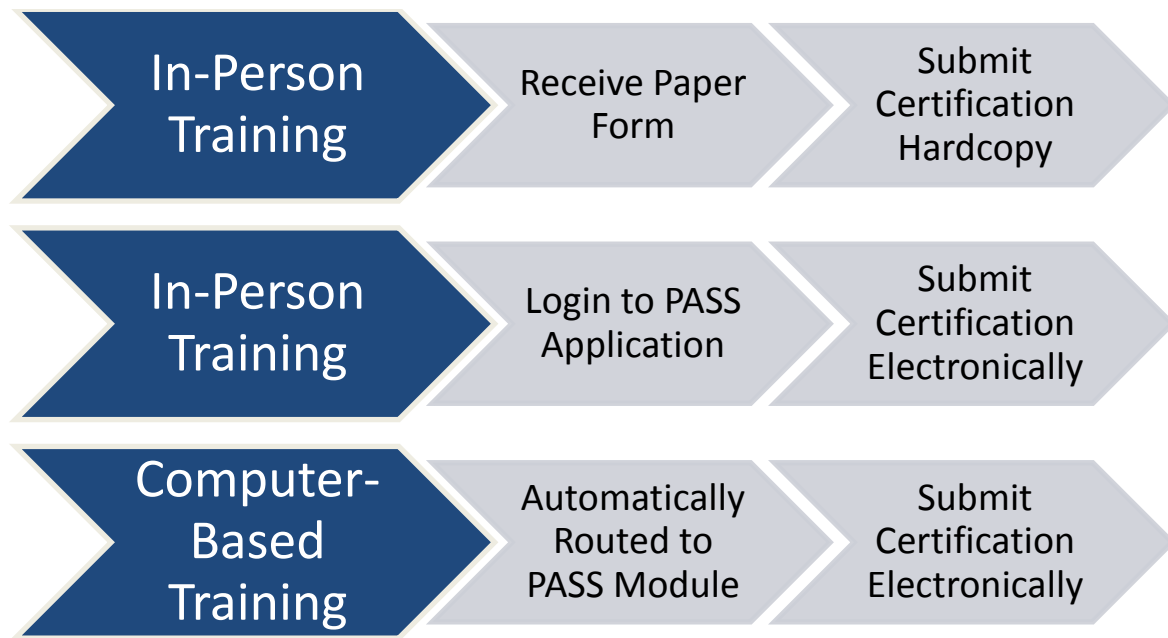 In-Person
Training
Receive Paper
Form
Submit
Certification
Hardcopy
In-Person
Training
Login to PASS
Application
Submit
Certification
Electronically
Computer-
Based
Training
Automatically
Routed to
PASS Module
Submit
Certification
Electronically